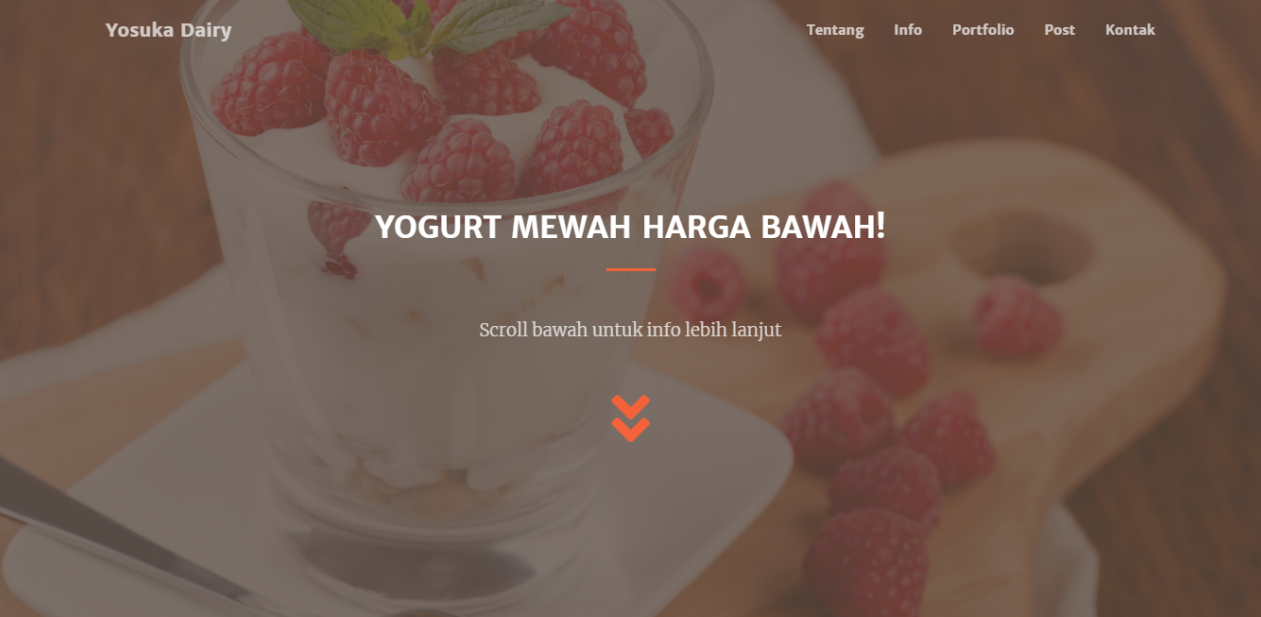 Yosuka Dairy
Tentang Info Portfolio Post Kontak
YOGURT MEWAH HARGA BAWAH!
Scroll bawah untuk info lebih lanjut